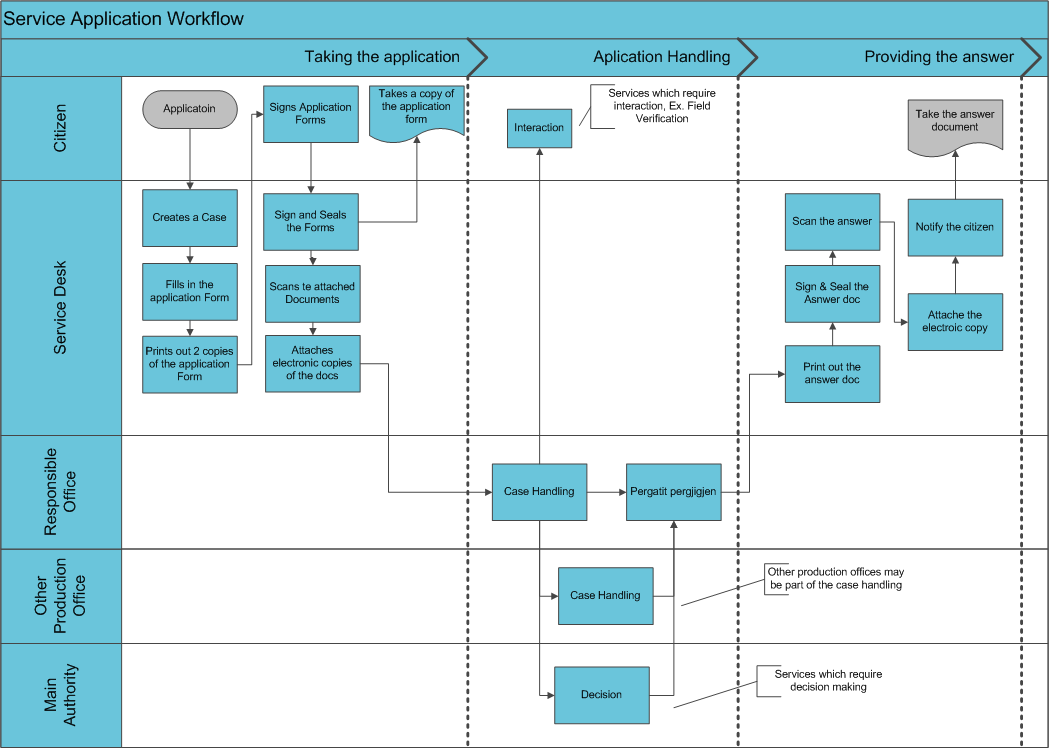 Service Application Workflow
Taking the application
Aplication Handling
Providing the answer
Citizen
Applicatoin
Signs Application
Forms
Takes a copy of
the application
form
Interaction
Services which require
interaction, Ex. Field
Verification
Take the answer
document
Service Desk
Creates a Case
Fills in the
application Form
Prints out 2 copies
of the application
Form
Sign and Seals
the Forms
Scans te attached
Documents
Attaches
electronic copies
of the docs
Scan the answer
Sign & Seal the
Asnwer doc
Print out the
answer doc
Notify the citizen
Attache the
electroic copy
Responsible
Office
Case Handling
Pergatit pergjigjen
Other
Production
Office
Case Handling
Other production offices may
be part of the case handling
Main
Authority
Decision
Services which require
decision making